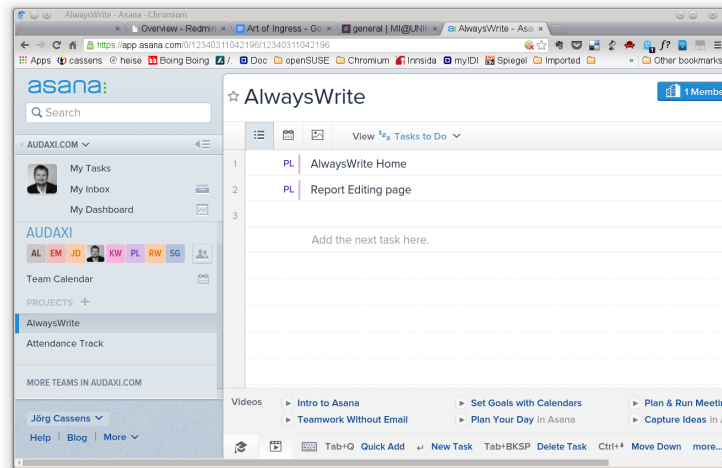 AlwaysWrite - Asana - Chromium
Overview - Redmin
Art of Ingress - Go
general | MI@UNII
AlwaysWrite - Asa
https://app.asana.com/0/12340311042196/12340311042196
f?
Apps cassens heise Boing Boing /. Doc openSUSE Chromium Innsida myIDI Spiegel Imported » Other bookmarks
asana:
Search
AUDAXI.COM
My Tasks
My Inbox
My Dashboard
AUDAXI
AL EM JD KW PL RW SG
Team Calendar
PROJECTS +
AlwaysWrite
Attendance Track
MORE TEAMS IN AUDAXI.COM
Jörg Cassens
Help | Blog | More
AlwaysWrite
1 Membe
View Tasks to Do
1 PL AlwaysWrite Home
2 PL Report Editing page
3
Add the next task here.
Videos
Intro to Asana
Set Goals with Calendars
Plan & Run Meeti
Teamwork Without Email
Plan Your Day in Asana
Capture Ideas in
Tab+Q Quick Add ↵ New Task Tab+BKSP Delete Task Ctrl+ Move Down more...